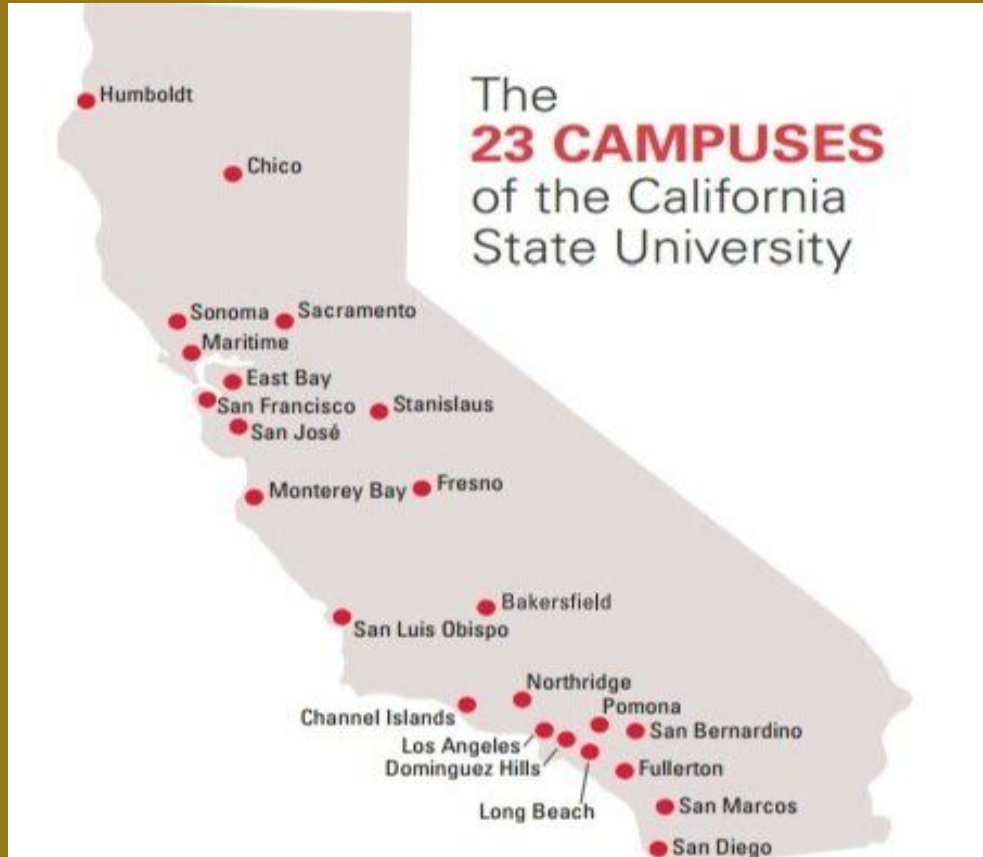 The
23 CAMPUSES
of the California
State University
Humboldt
Chico
Sonoma
Sacramento
Maritime
East Bay
San Francisco
Stanislaus
San José
Monterey Bay
Fresno
Bakersfield
San Luis Obispo
Northridge
Pomona
Channel Islands
San Bernardino
Los Angeles
Dominguez Hills
Fullerton
Long Beach
San Marcos
San Diego